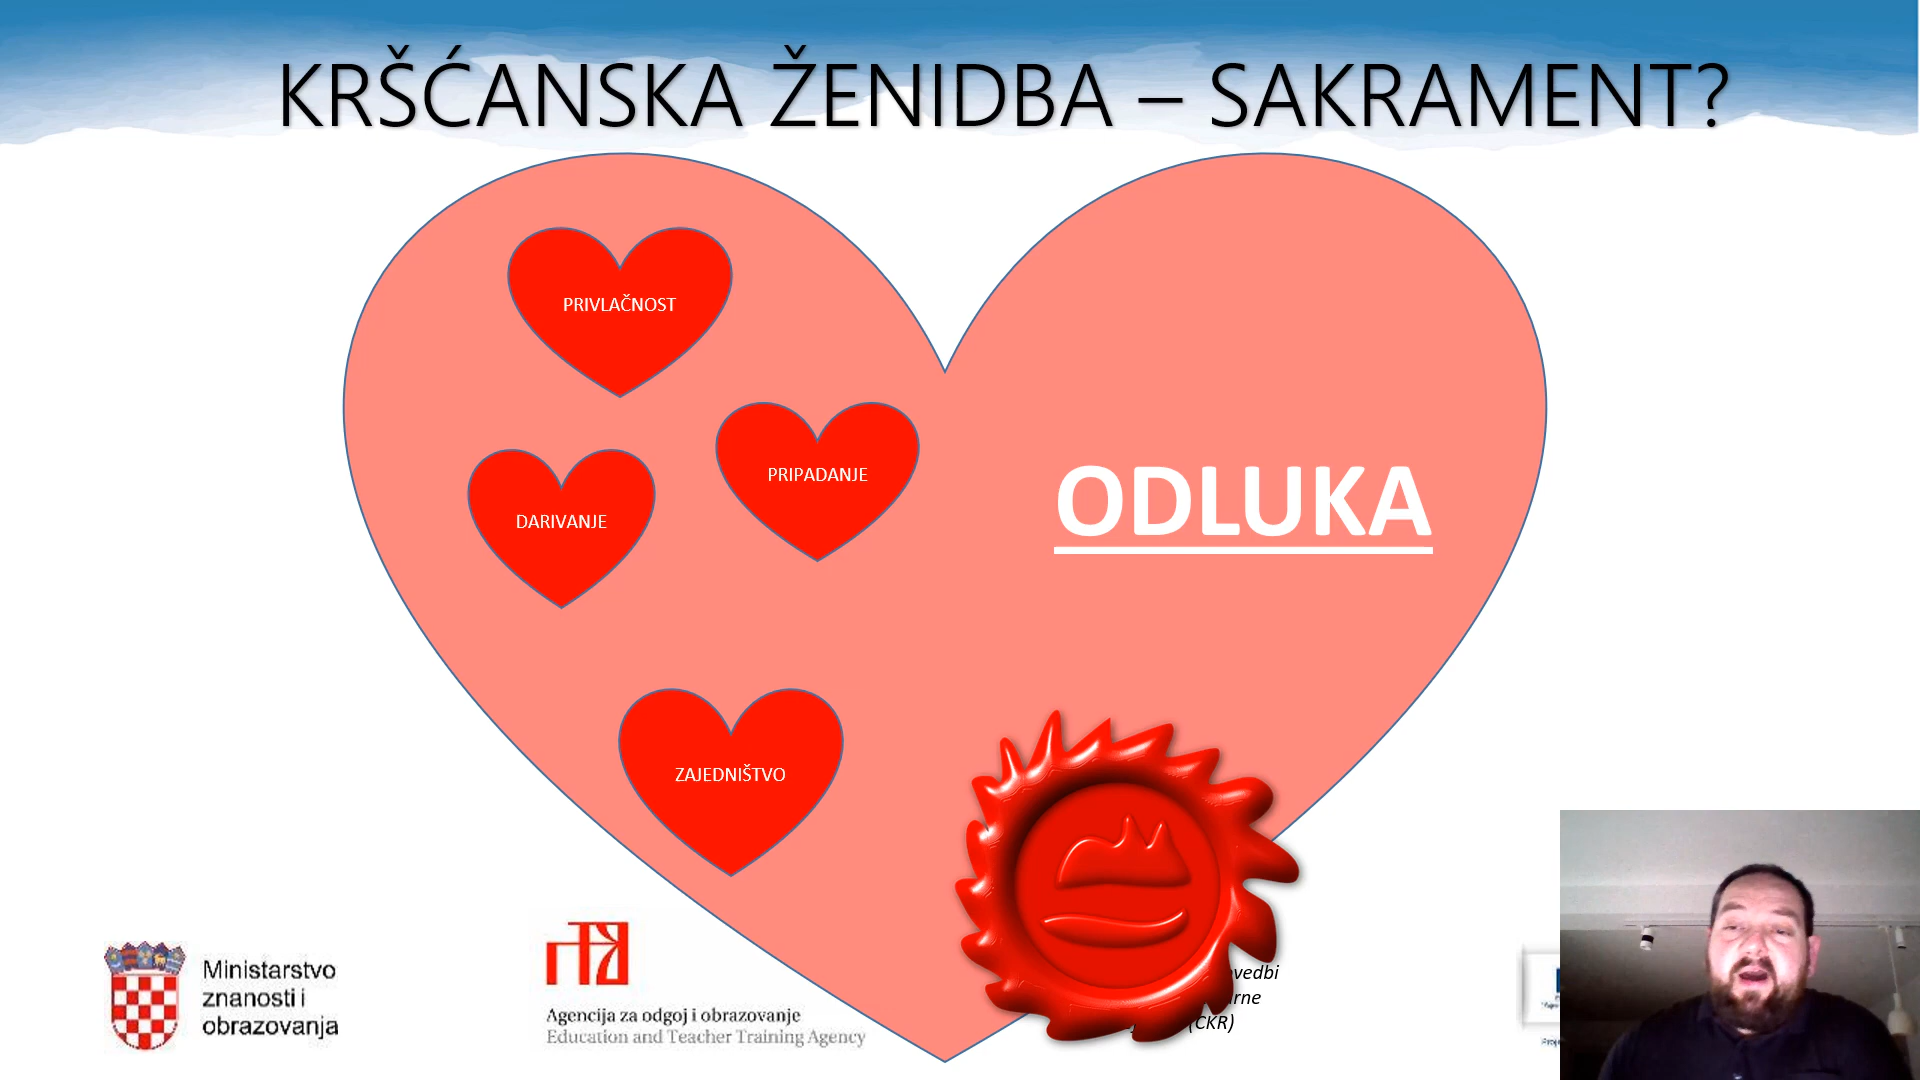 KRŠĆANSKA ŽENIDBA – SAKRAMENT?
PRIVLAČNOST
PRIPADANJE
DARIVANJE
ODLUKA
ZAJEDNIŠTVO
Ministarstvo
znanosti i
obrazovanja
Agencija za odgoj i obrazovanje
Education and Teacher Training Agency
(CKR)